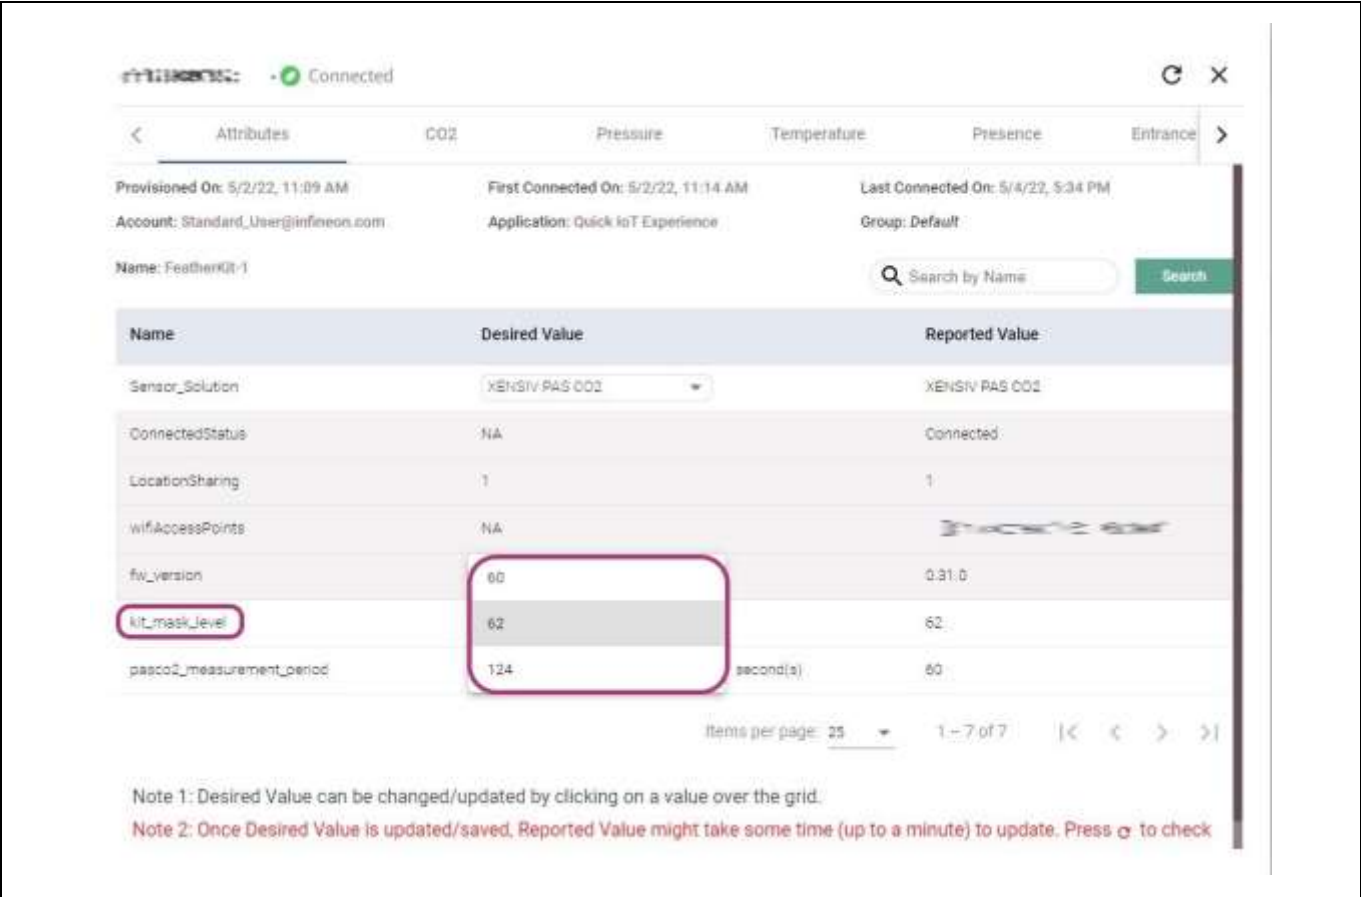 Connected
Attributes CO2 Pressure Temperature Presence Entrance
Provisioned On: 5/2/22, 11:09 AM First Connected On: 5/2/22, 11:14 AM Last Connected On: 5/4/22, 5:34 PM
Account: Standard_User@infineon.com Application: Quick IoT Experience Group: Default
Name: FeatherKit-1 Search by Name Search
Name Desired Value Reported Value
Sensor_Solution XENSIV PAS CO2 XENSIV PAS CO2
ConnectedStatus NA Connected
LocationSharing 1 1
wifiAccessPoints NA
fw_version 60 0.31.0
kit_mask_level 62 62
pasco2_measurement_period 124 second(s) 60
Items per page: 25 1 – 7 of 7
Note 1: Desired Value can be changed/updated by clicking on a value over the grid.
Note 2: Once Desired Value is updated/saved, Reported Value might take some time (up to a minute) to update. Press to check